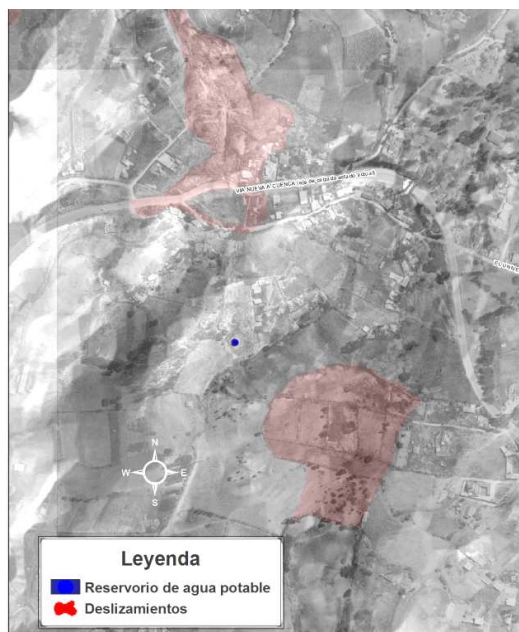 VIA NUEVA A CUENCA
N
W E
S
Leyenda
Reservorio de agua potable
Deslizamientos